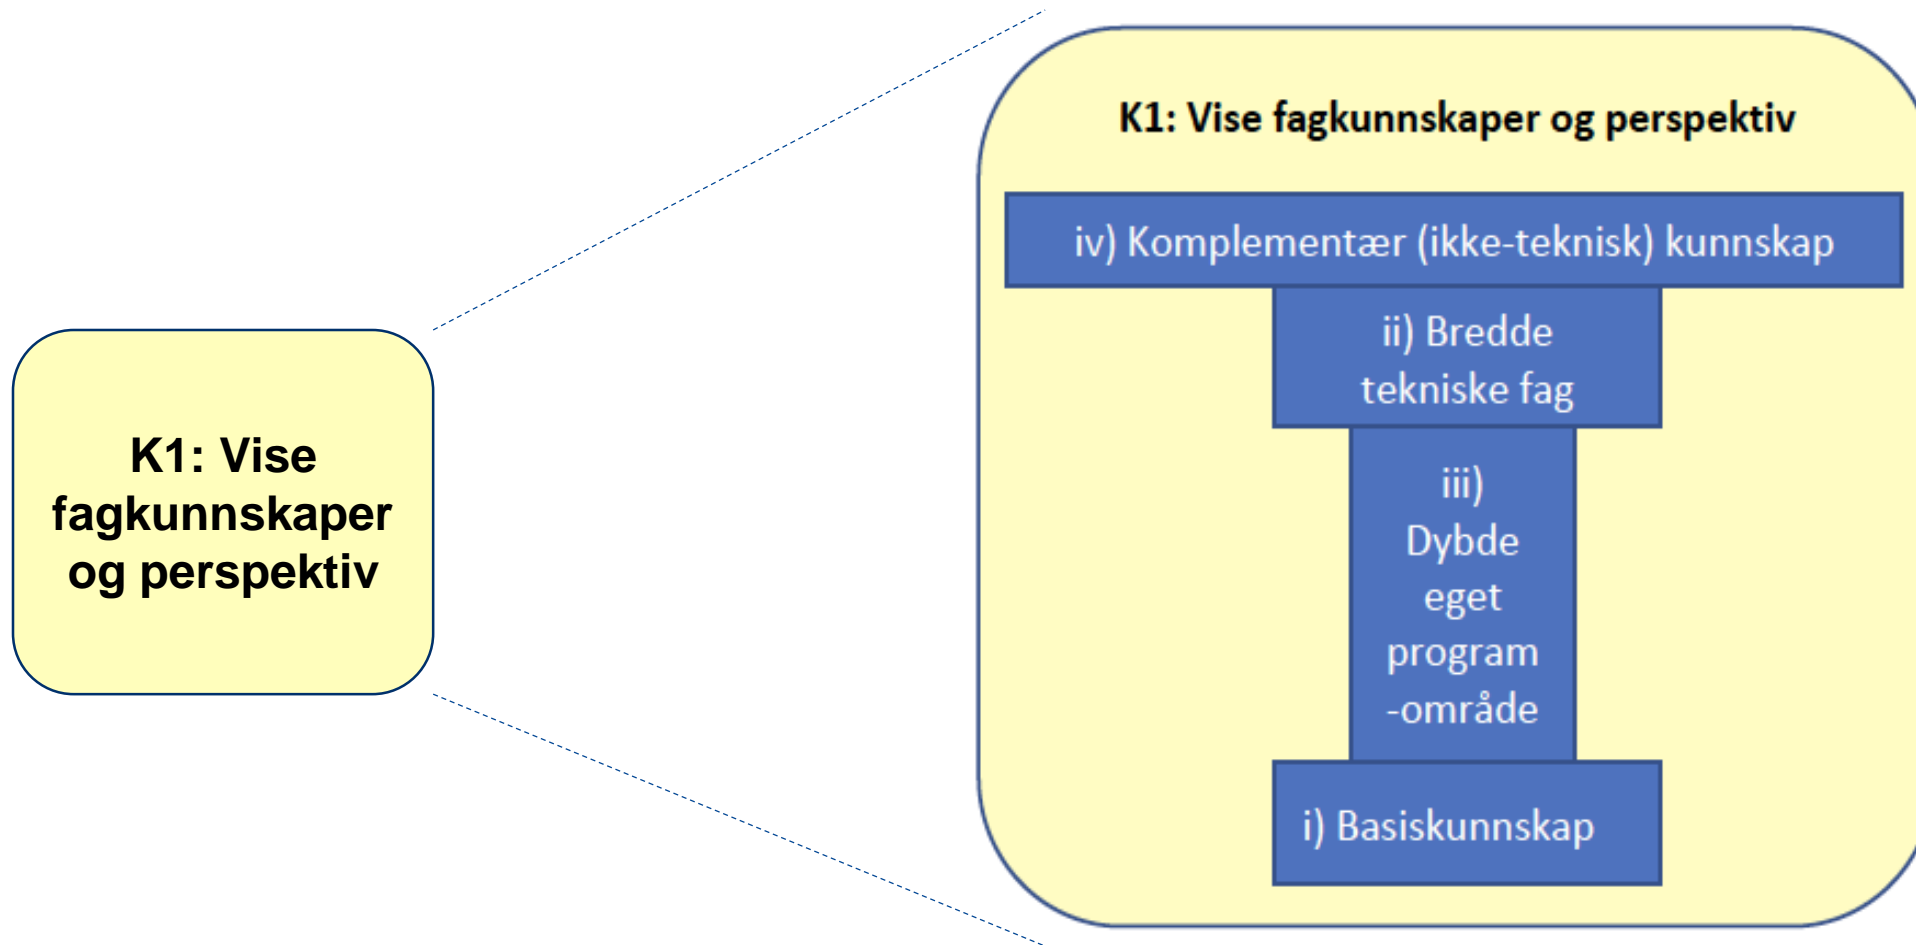 K1: Vise
fagkunnskaper
og perspektiv
K1: Vise fagkunnskaper og perspektiv
iv) Komplementær (ikke-teknisk) kunnskap
ii) Bredde
tekniske fag
iii)
Dybde
eget
program
-område
i) Basiskunnskap